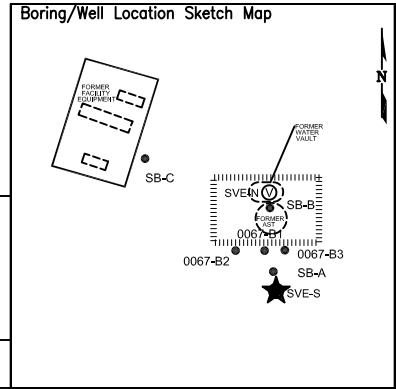 Boring/Well Location Sketch Map
N
FORMER
FACILITY
EQUIPMENT
FORMER
WATER
VAULT
SB-C
SVE-N
V
SB-B
FORMER
AST
0067-B1
0067-B2
0067-B3
SB-A
SVE-S